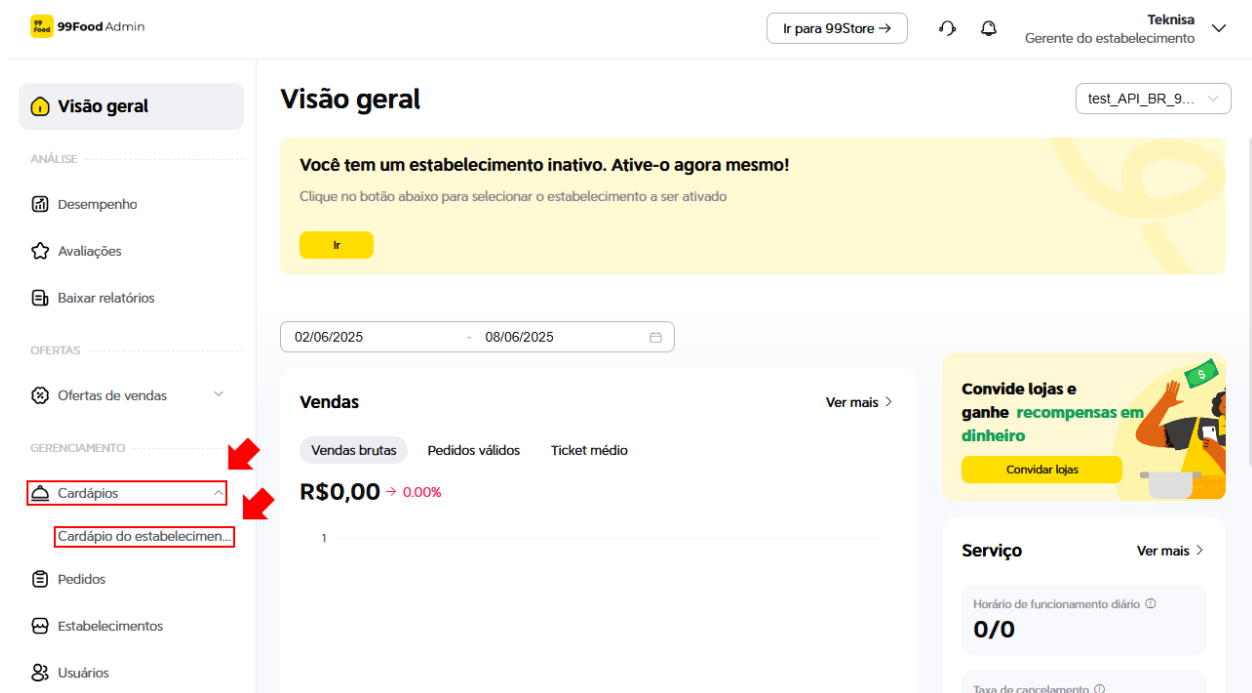 99 Food 99Food Admin
Ir para 99Store →
Teknisa
Gerente do estabelecimento
Visão geral
ANÁLISE
Desempenho
Avaliações
Baixar relatórios
OFERTAS
Ofertas de vendas
GERENCIAMENTO
Cardápios
Cardápio do estabelecimen...
Pedidos
Estabelecimentos
Usuários
Visão geral
test_API_BR_9...
Você tem um estabelecimento inativo. Ative-o agora mesmo!
Clique no botão abaixo para selecionar o estabelecimento a ser ativado
Ir
02/06/2025 - 08/06/2025
Vendas
Ver mais >
Vendas brutas Pedidos válidos Ticket médio
R$0,00 → 0.00%
1
Convide lojas e
ganhe recompensas em
dinheiro
Convidar lojas
Serviço
Ver mais >
Horário de funcionamento diário
0/0
Taxa de cancelamento